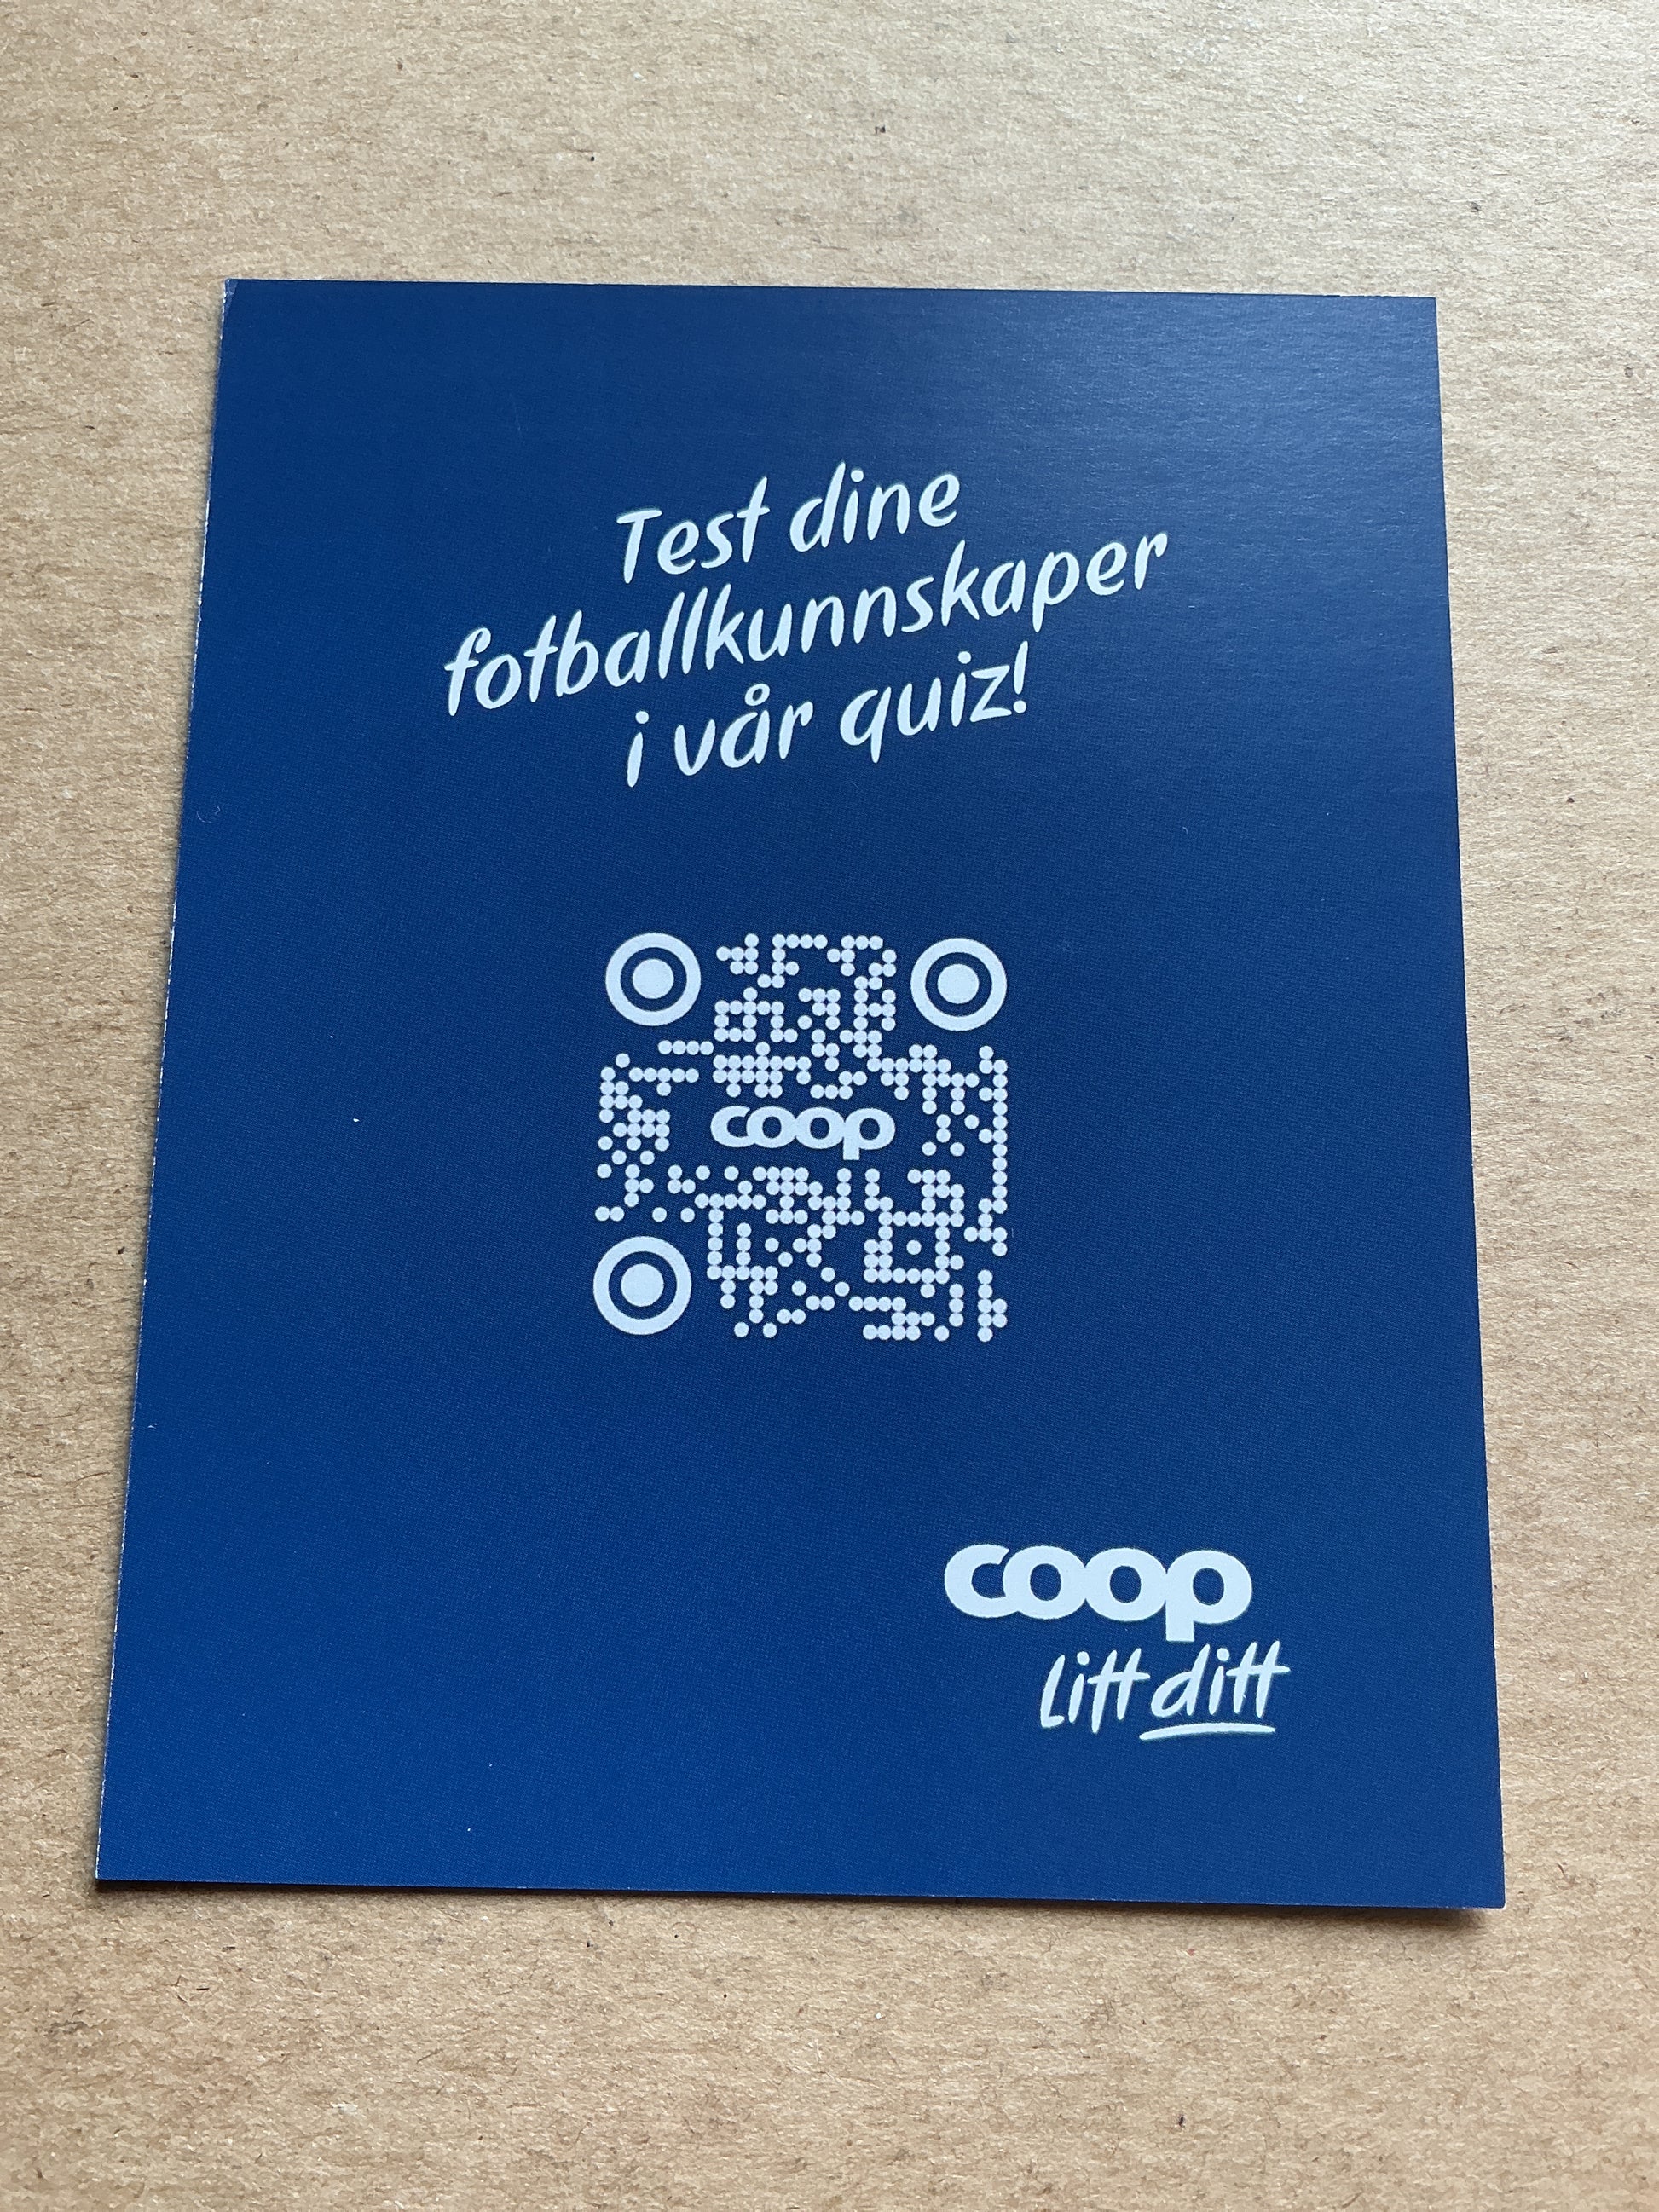 Test dine
fotballkunnskaper
i vår quiz!
coop
coop
litt ditt